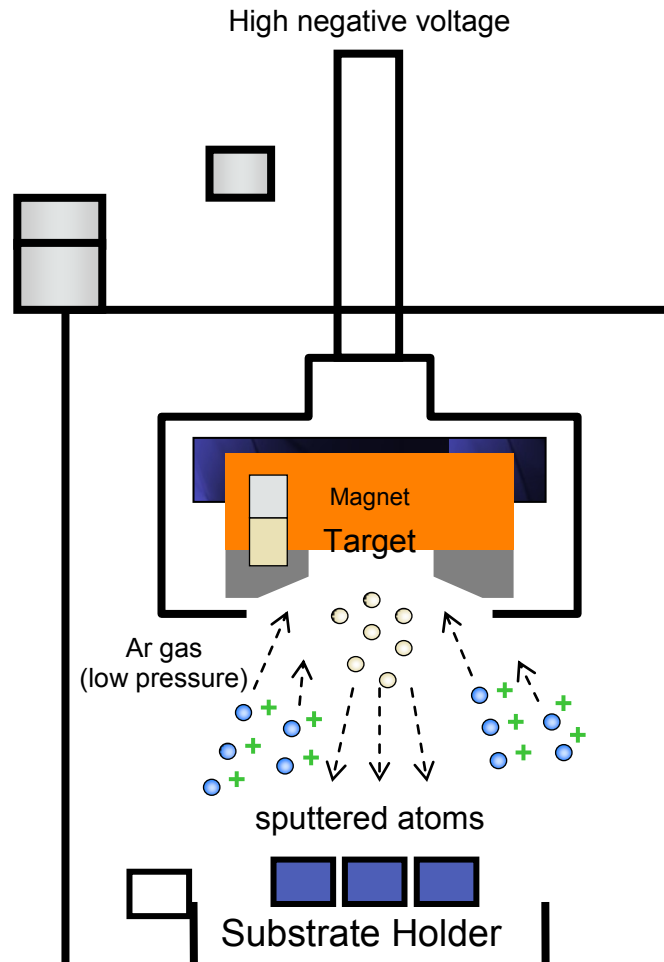 High negative voltage
Magnet
Target
Ar gas
(low pressure)
sputtered atoms
Substrate Holder